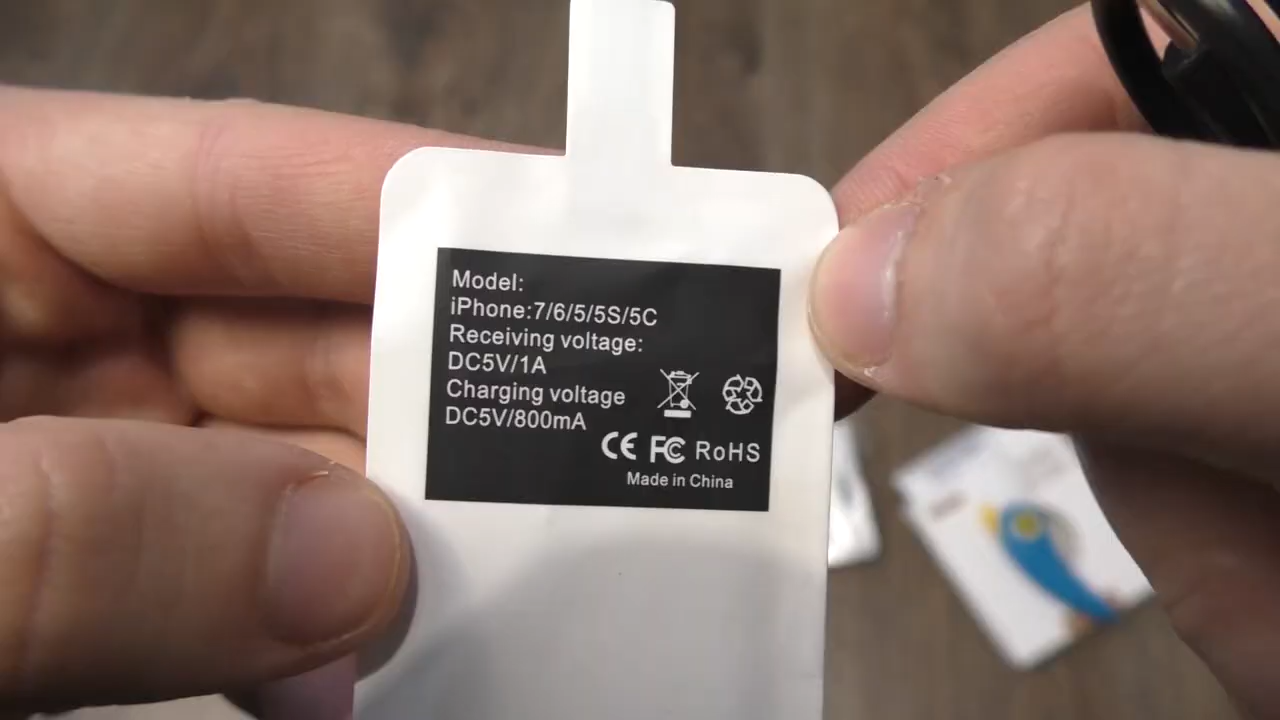 Model:
iPhone:7/6/5/5S/5C
Receiving voltage:
DC5V/1A
Charging voltage
DC5V/800mA
CE FC RoHS
Made in China